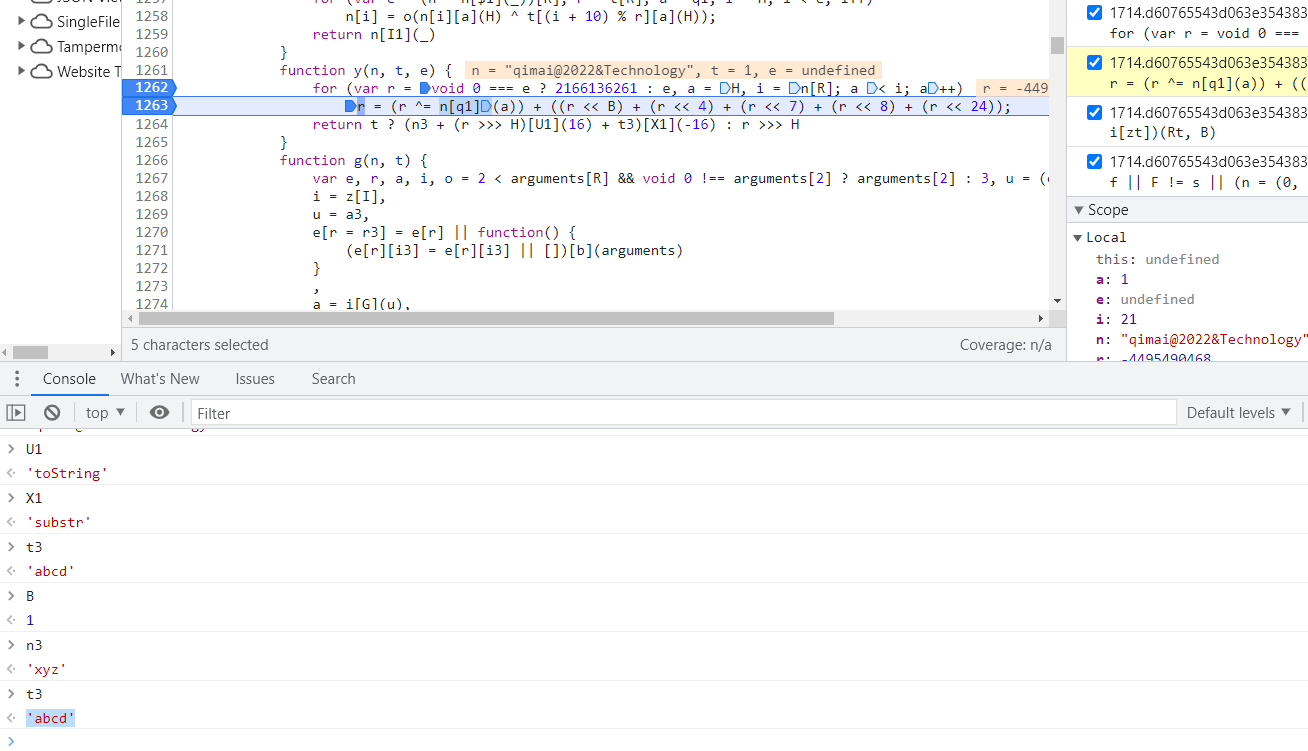 SingleFile
Tamperm
Website T
1258 n[i] = o(n[i][a](H) ^ t[(i + 10) % r][a](H));
1259 return n[I1](_)
1260 }
1261 function y(n, t, e) { n = "qimai@2022&Technology", t = 1, e = undefined
1262 for (var r = void 0 === e ? 2166136261 : e, a = H, i = n[R]; a < i; a++) r = -449
1263 r = (r ^= n[q1](a)) + ((r << B) + (r << 4) + (r << 7) + (r << 8) + (r << 24));
1264 return t ? (n3 + (r >>> H)[U1](16) + t3)[X1](-16) : r >>> H
1265 }
1266 function g(n, t) {
1267 var e, r, a, i, o = 2 < arguments[R] && void 0 !== arguments[2] ? arguments[2] : 3, u = (
1268 i = z[I],
1269 u = a3,
1270 e[r = r3] = e[r] || function() {
1271 (e[r][i3] = e[r][i3] || [])[b](arguments)
1272 }
1273 ,
1274 a = i[G](u),
5 characters selected
Coverage: n/a
1714.d60765543d063e354383
for (var r = void 0 ===
1714.d60765543d063e354383
r = (r ^= n[q1](a)) + ((
1714.d60765543d063e354383
i[zt])(Rt, B)
1714.d60765543d063e354383
f || F != s || (n = (0,
Scope
Local
this: undefined
a: 1
e: undefined
i: 21
n: "qimai@2022&Technology"
r: -4495490468
Console What's New Issues Search
top Filter Default levels
U1
'toString'
X1
'substr'
t3
'abcd'
B
1
n3
'xyz'
t3
'abcd'